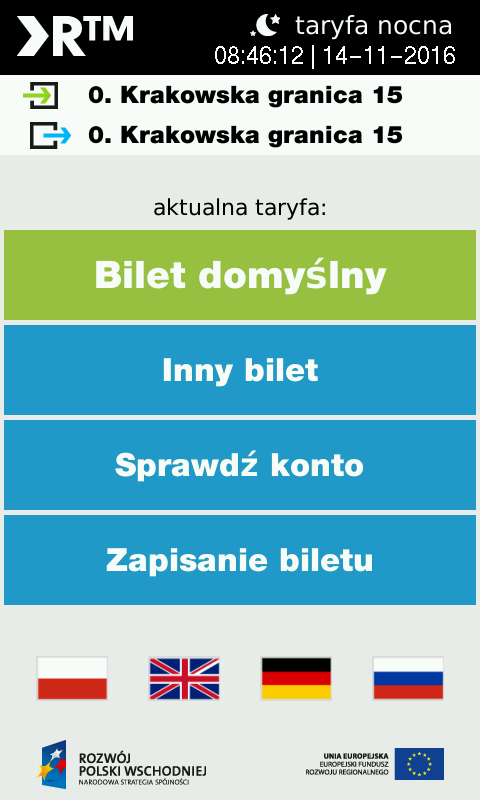 RTM
taryfa nocna
08:46:12 | 14-11-2016
0. Krakowska granica 15
0. Krakowska granica 15
aktualna taryfa:
Bilet domyślny
Inny bilet
Sprawdź konto
Zapisanie biletu
ROZWÓJ
POLSKI WSCHODNIEJ
NARODOWA STRATEGIA SPÓJNOŚCI
UNIA EUROPEJSKA
EUROPEJSKI FUNDUSZ
ROZWOJU REGIONALNEGO